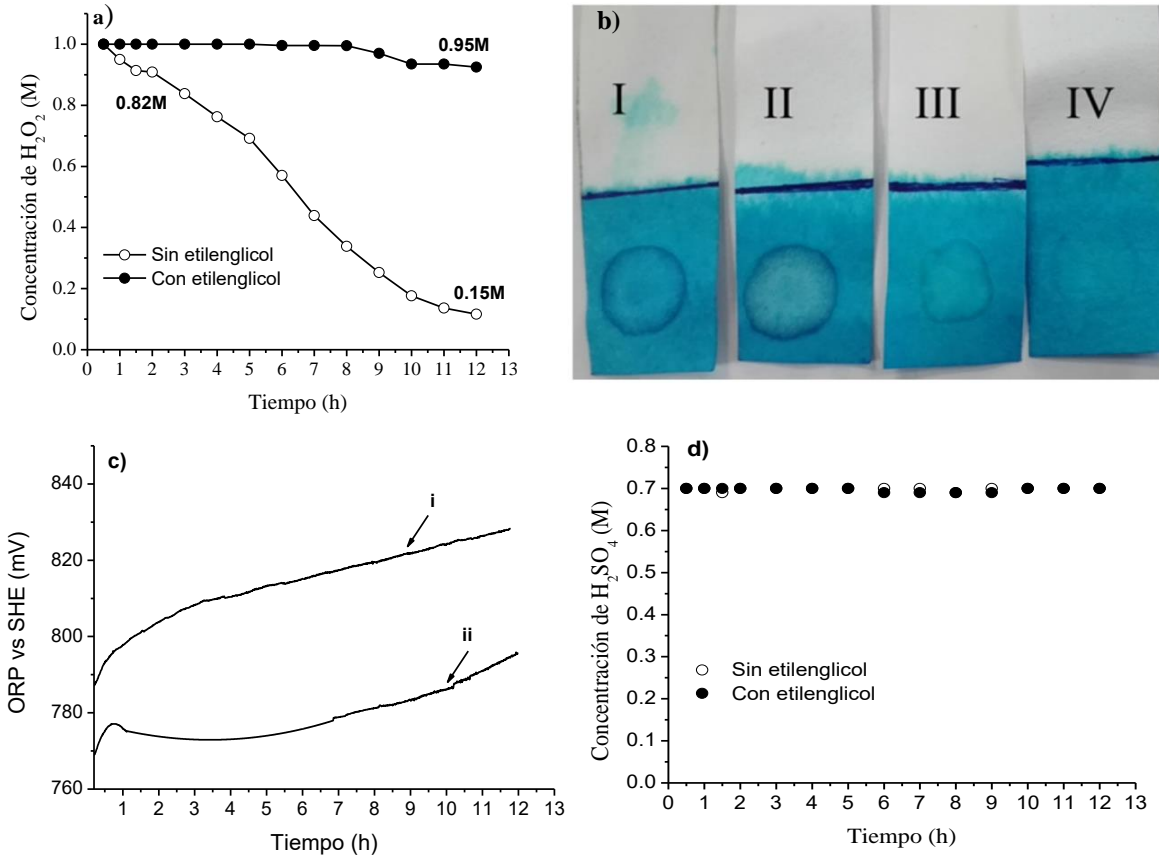 a)
Concentración de H2O2 (M)
1.0
0.8
0.6
0.4
0.2
0.0
0.95M
0.82M
0.15M
Sin etilenglicol
Con etilenglicol
0 1 2 3 4 5 6 7 8 9 10 11 12 13
Tiempo (h)
b)
I II III IV
c)
ORP vs SHE (mV)
840
820
800
780
760
i
ii
1 2 3 4 5 6 7 8 9 10 11 12 13
Tiempo (h)
d)
Concentración de H2SO4 (M)
0.8
0.7
0.6
0.5
0.4
0.3
0.2
0.1
0.0
Sin etilenglicol
Con etilenglicol
0 1 2 3 4 5 6 7 8 9 10 11 12 13
Tiempo (h)